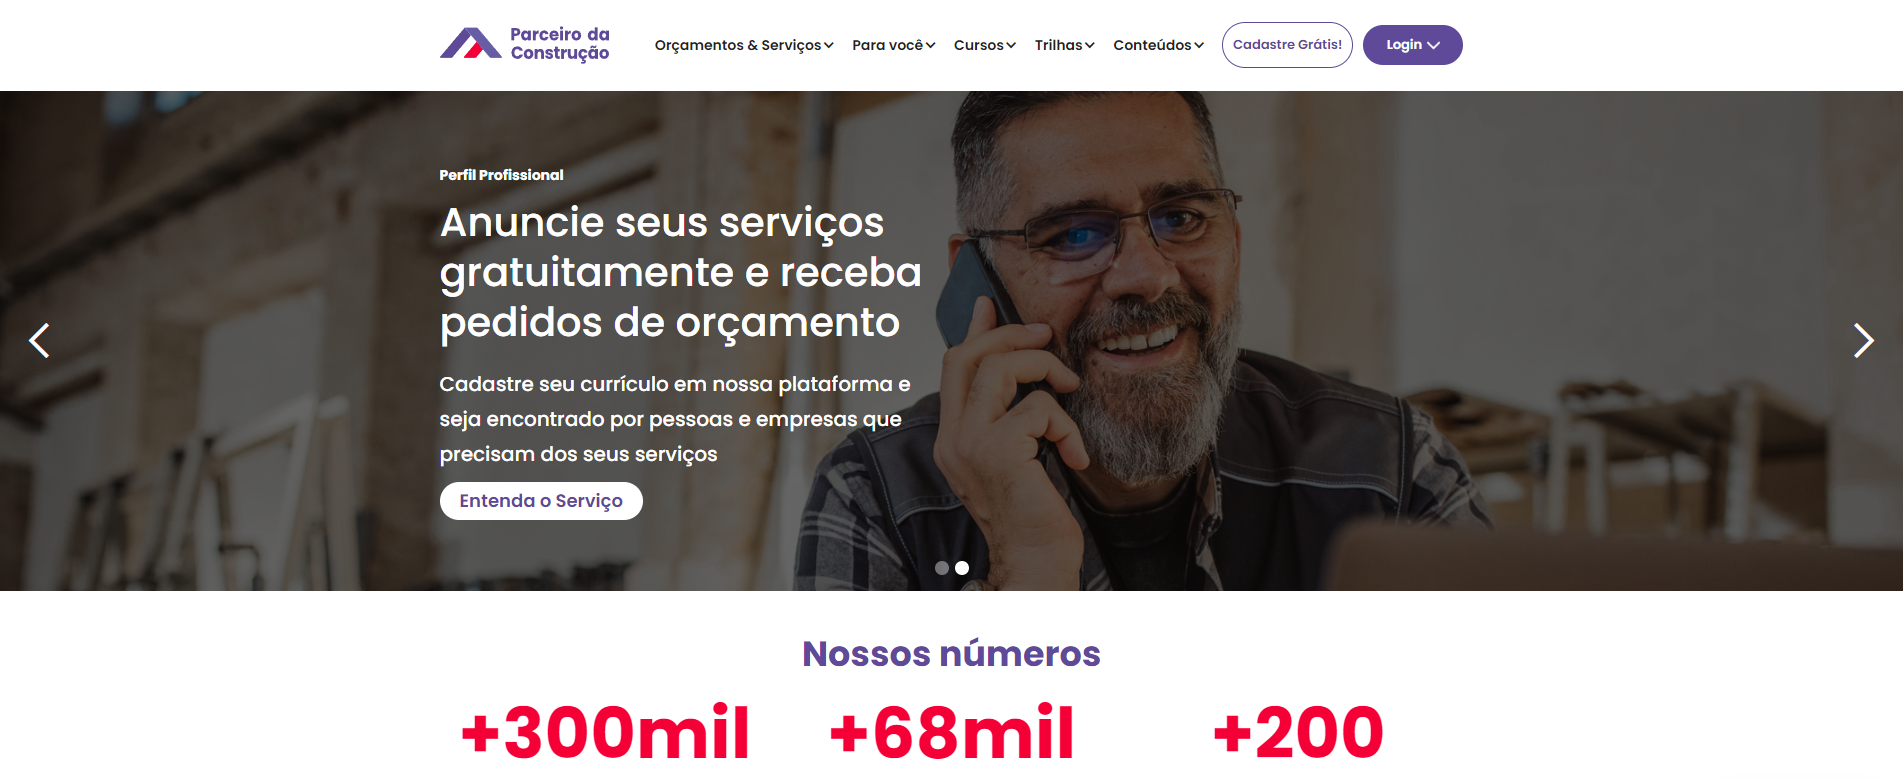 Parceiro da
Construção
Orçamentos & Serviços
Para você
Cursos
Trilhas
Conteúdos
Cadastre Grátis!
Login
Perfil Profissional
Anuncie seus serviços
gratuitamente e receba
pedidos de orçamento
Cadastre seu currículo em nossa plataforma e
seja encontrado por pessoas e empresas que
precisam dos seus serviços
Entenda o Serviço
Nossos números
+300mil
+68mil
+200